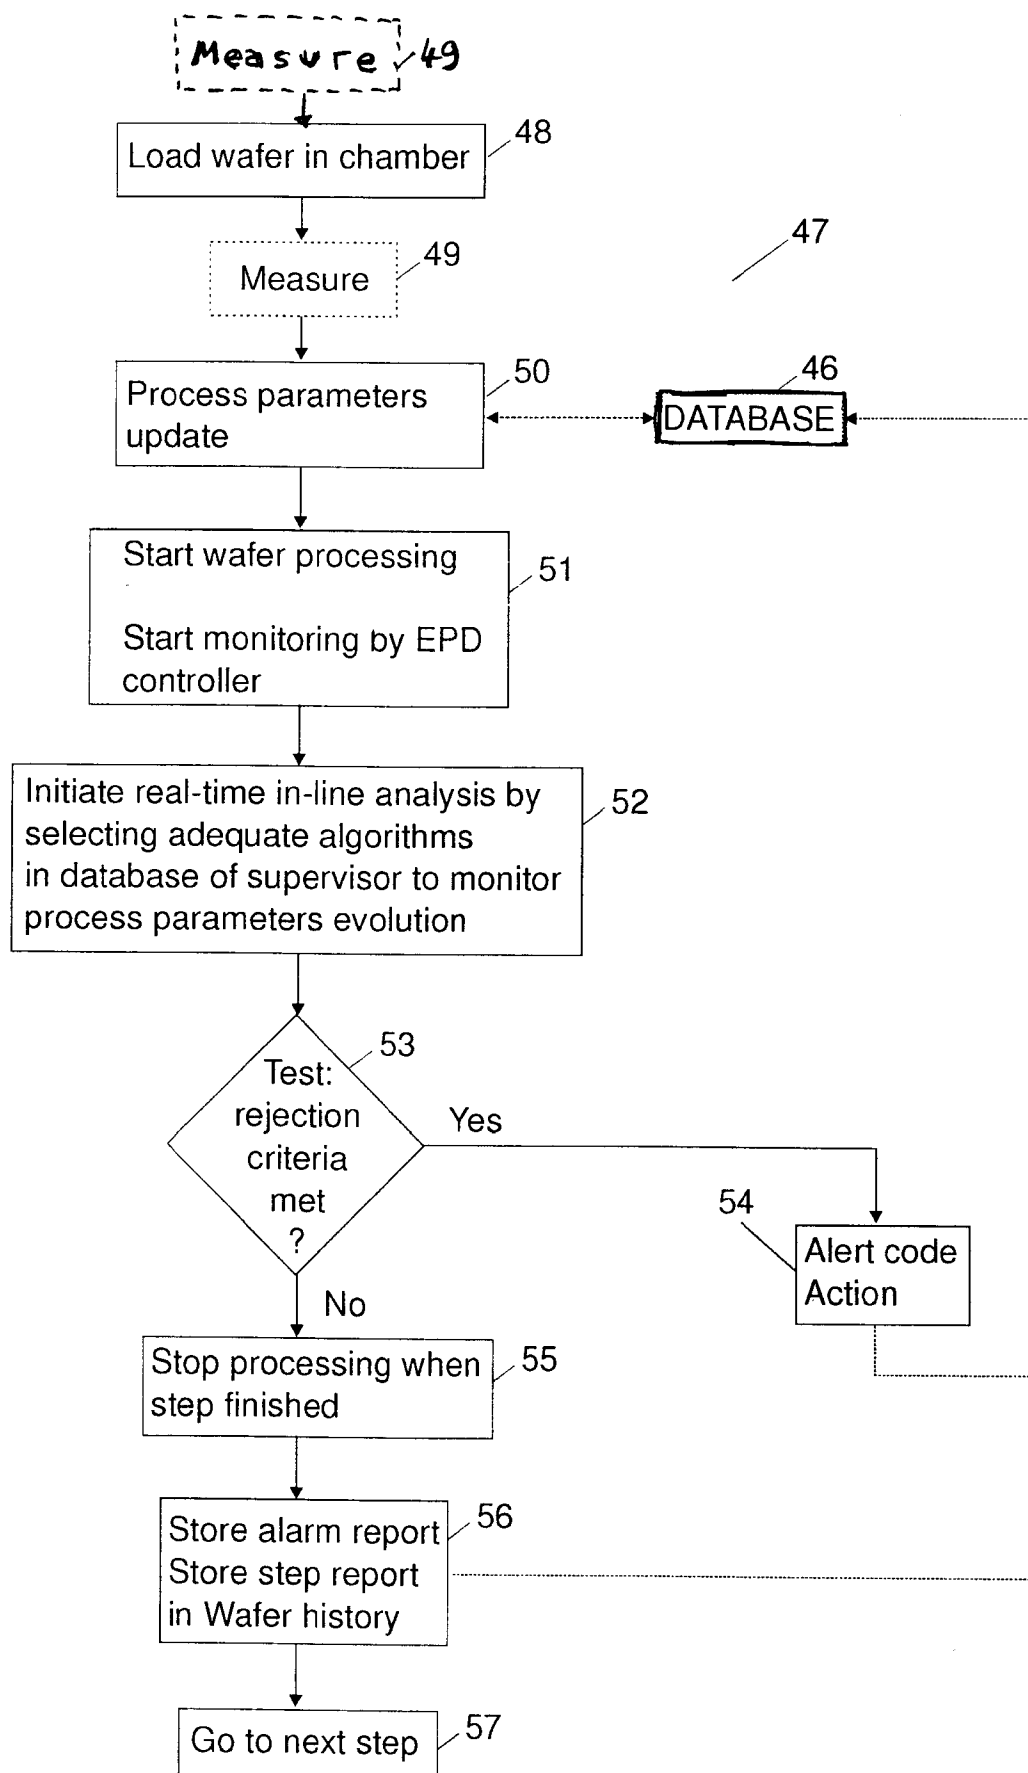 Measure 49
Load wafer in chamber 48
Measure 49
47
Process parameters
update
50
46
DATABASE
Start wafer processing
Start monitoring by EPD
controller
51
Initiate real-time in-line analysis by
selecting adequate algorithms
in database of supervisor to monitor
process parameters evolution
52
53
Test:
rejection
criteria
met
?
Yes
No
54
Alert code
Action
Stop processing when
step finished
55
Store alarm report
Store step report
in Wafer history
56
Go to next step 57